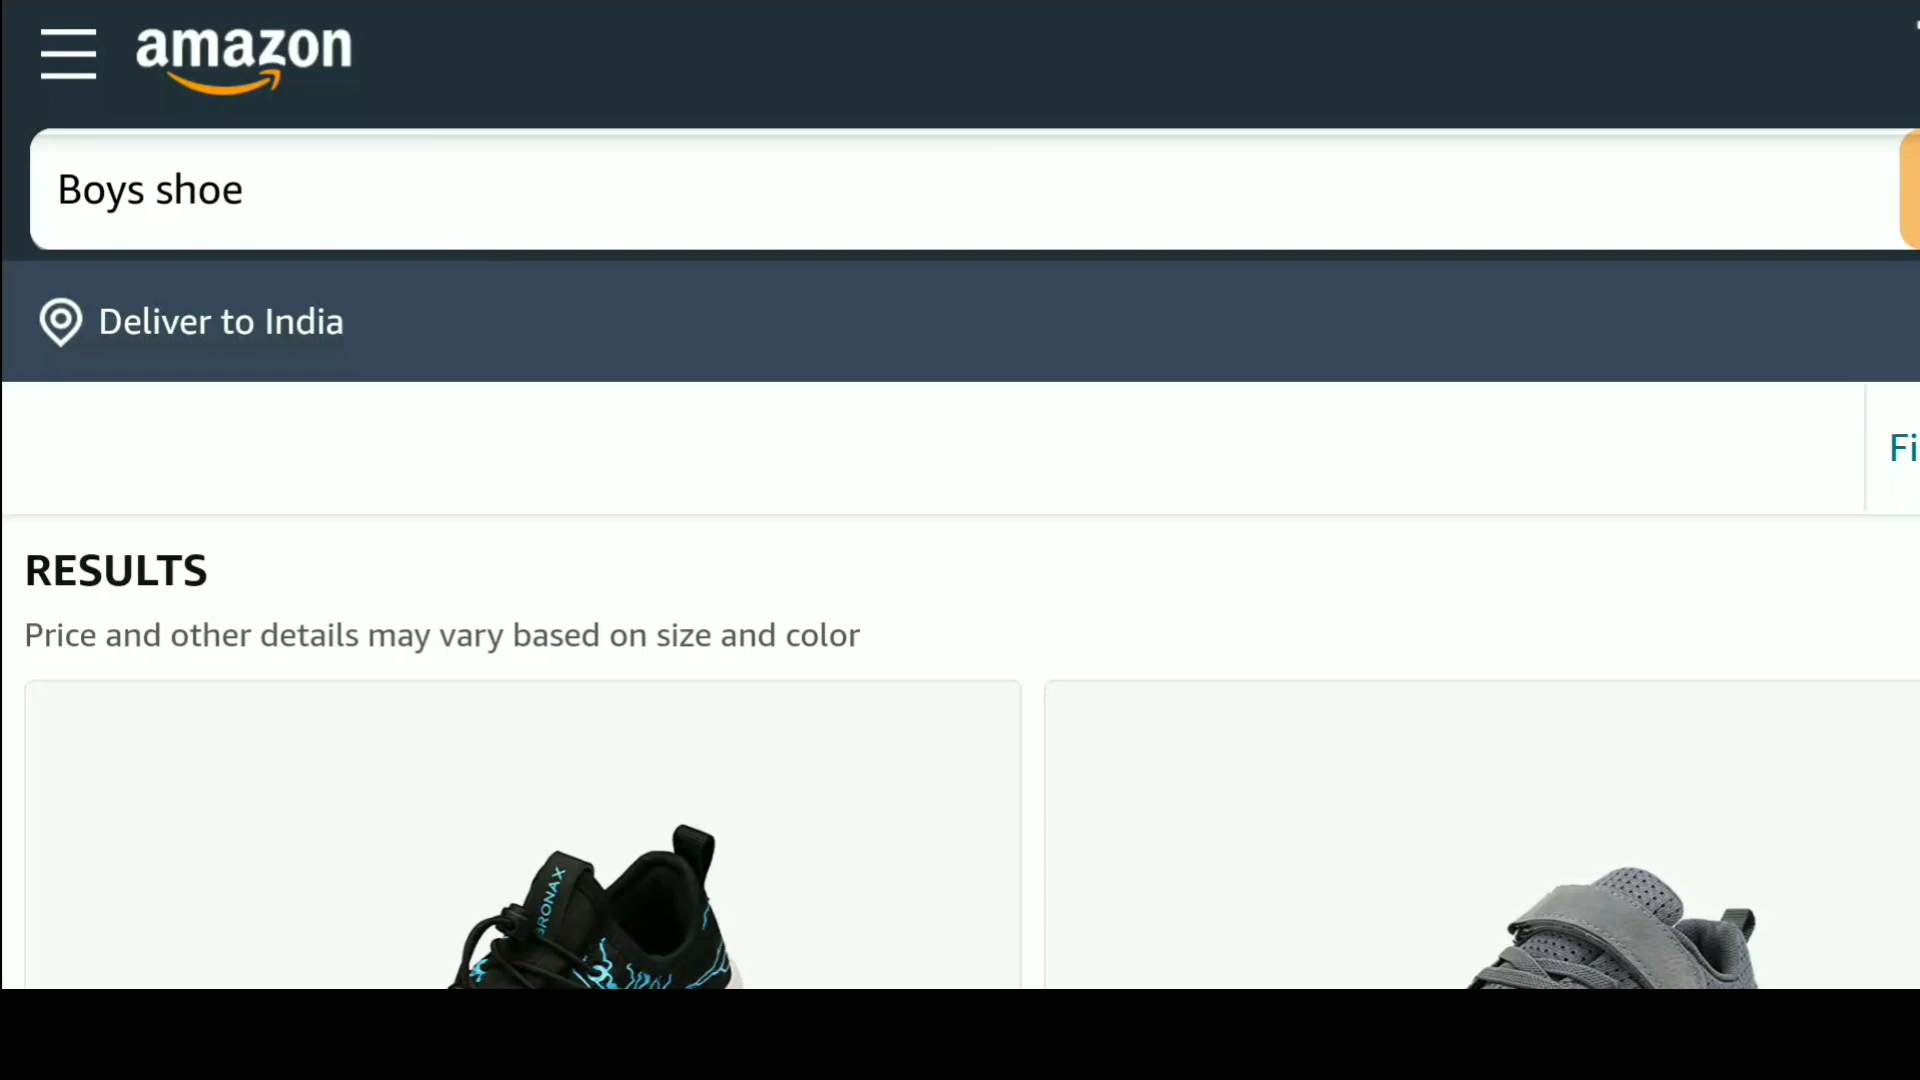 amazon
Boys shoe
Deliver to India
Fi
RESULTS
Price and other details may vary based on size and color
BRONAX